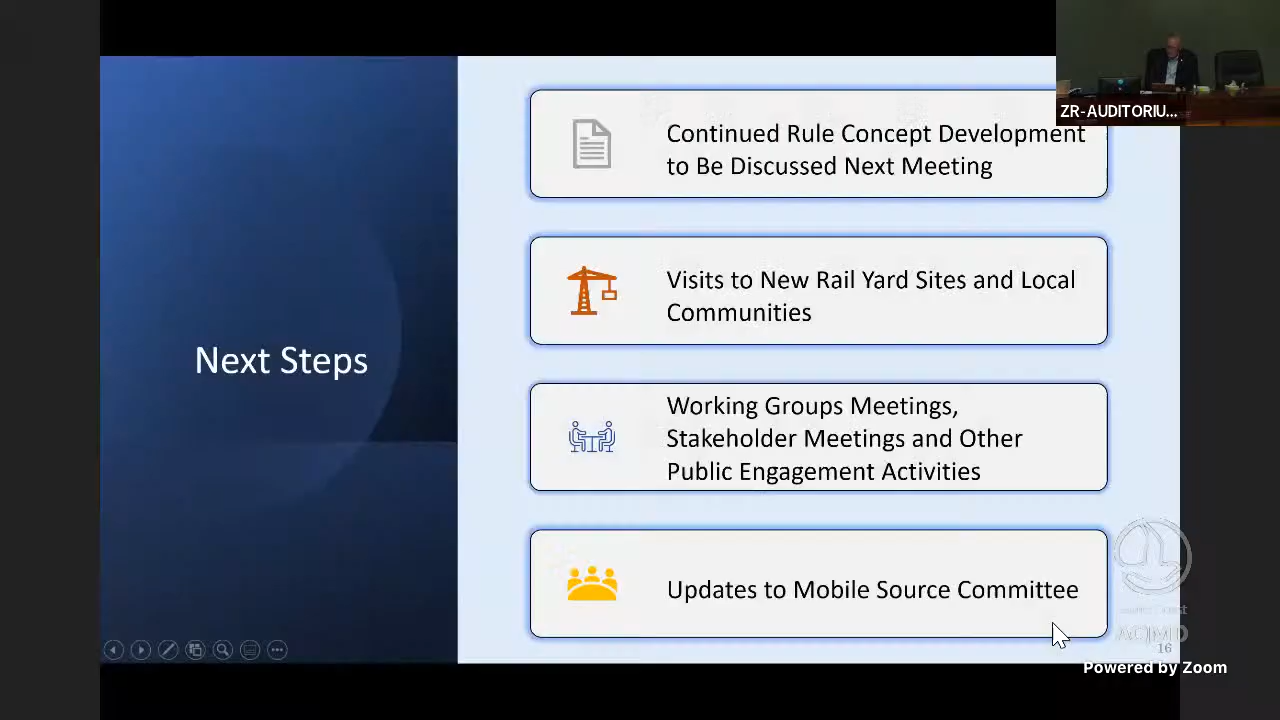 ZR-AUDITORIU...
Continued Rule Concept Development
to Be Discussed Next Meeting
Visits to New Rail Yard Sites and Local
Communities
Next Steps
Working Groups Meetings,
Stakeholder Meetings and Other
Public Engagement Activities
Updates to Mobile Source Committee
AQMD
16
Powered by Zoom